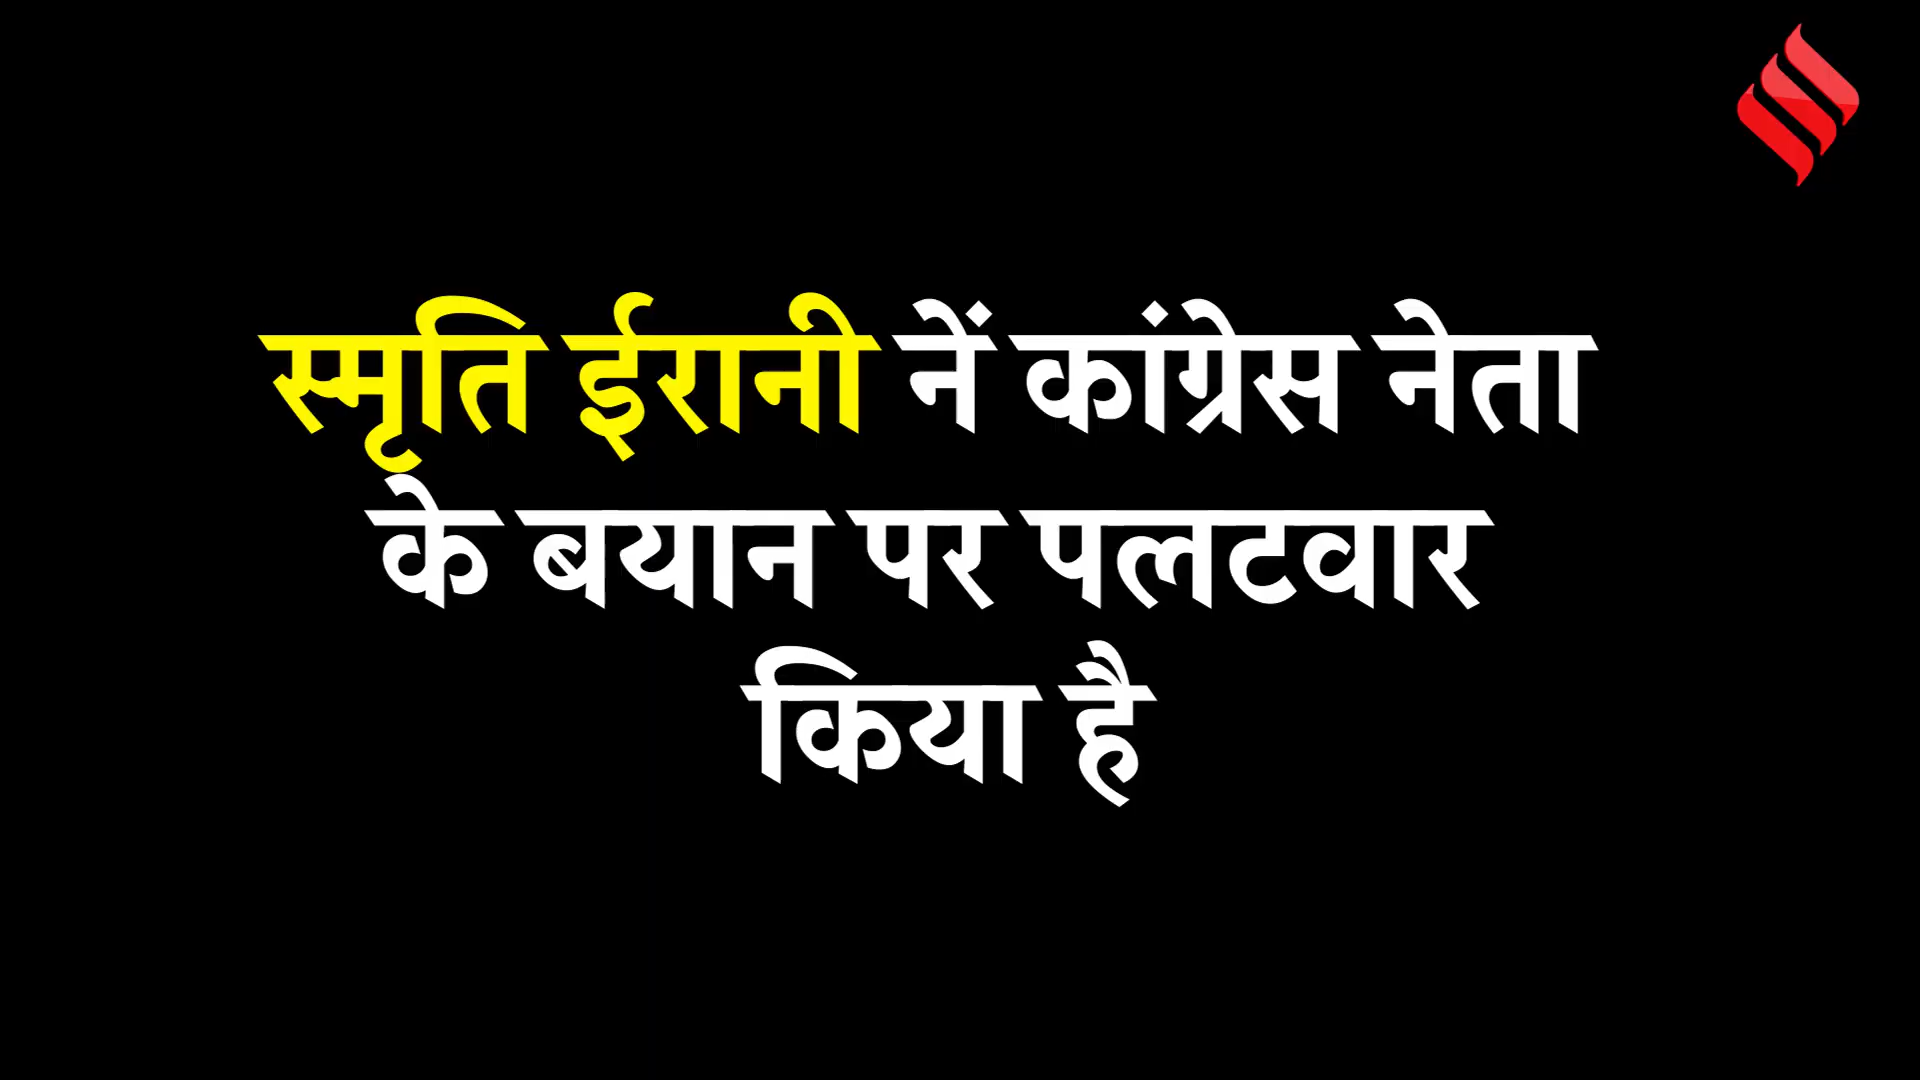 स्मृति ईरानी नें कांग्रेस नेता
के बयान पर पलटवार
किया है